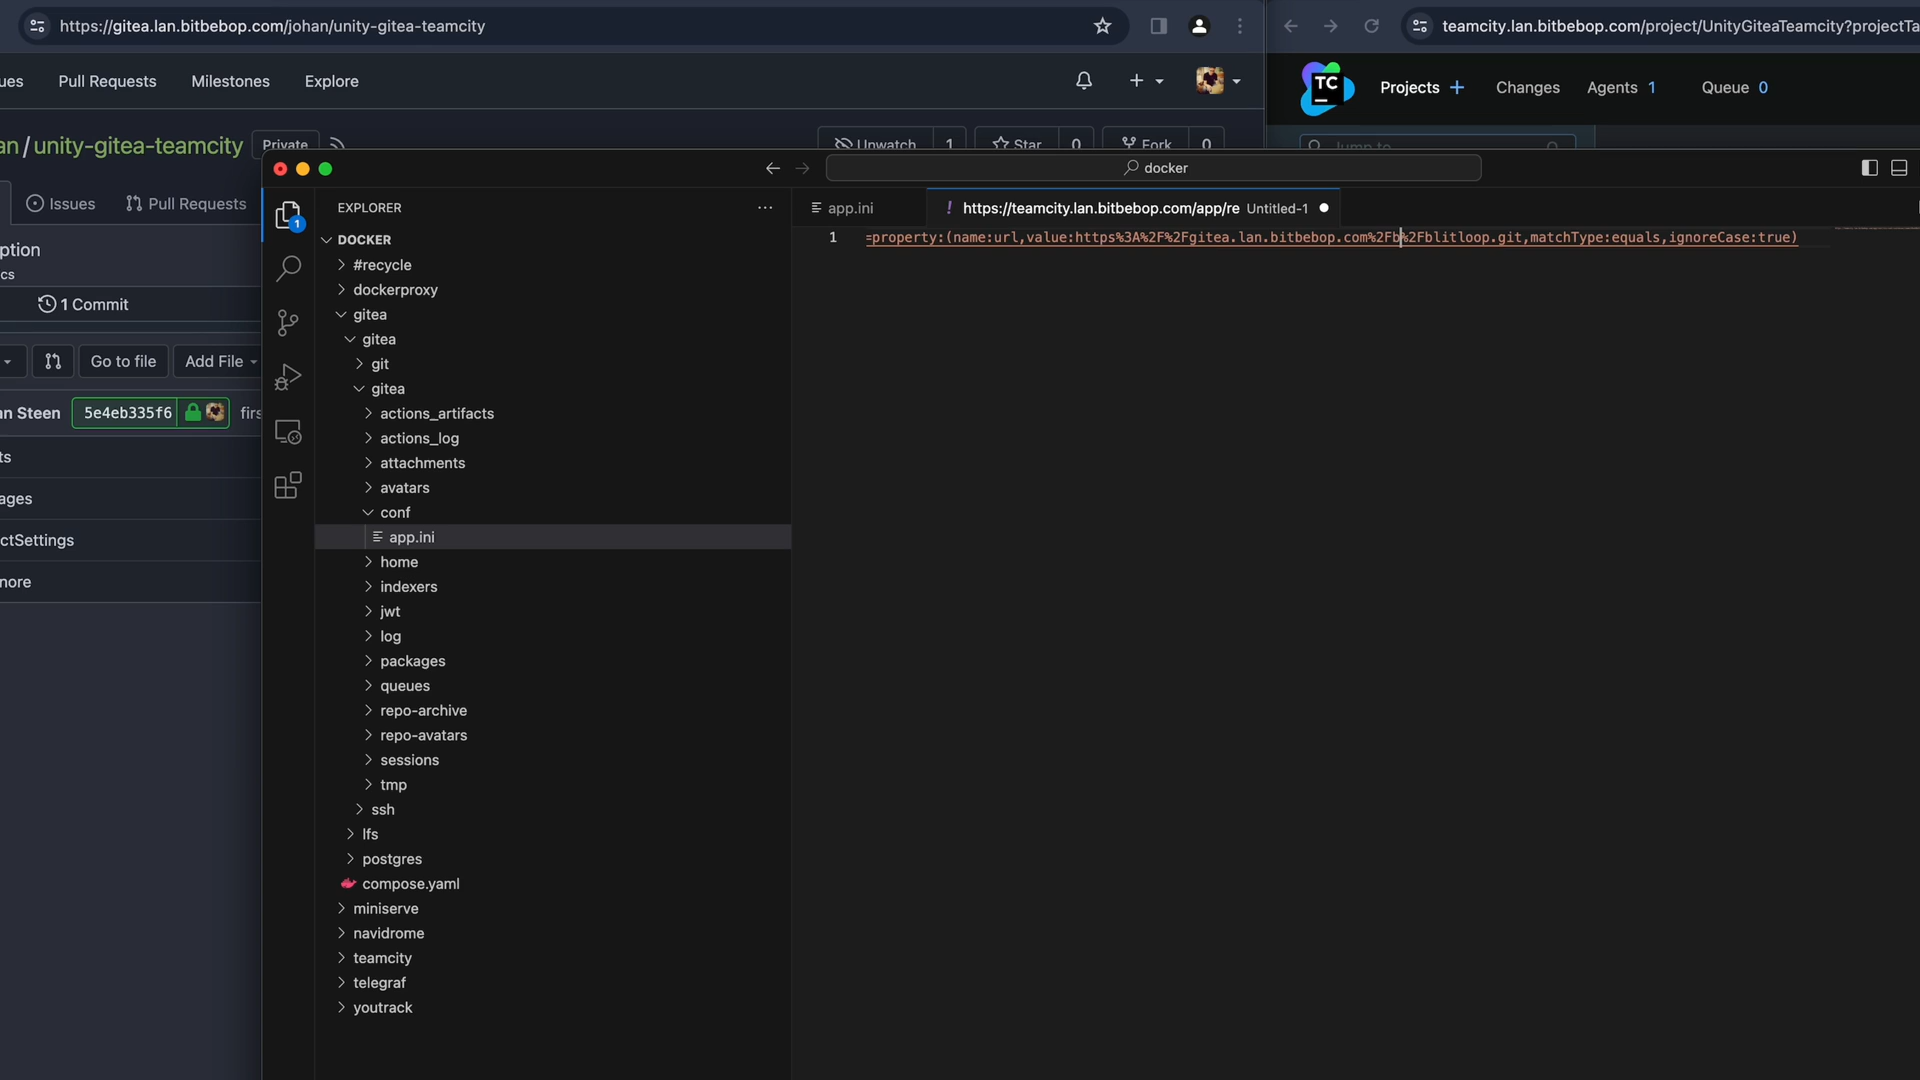 https://gitea.lan.bitbebop.com/johan/unity-gitea-teamcity
teamcity.lan.bitbebop.com/project/UnityGiteaTeamcity?projectTa
ues Pull Requests Milestones Explore
TC
Projects Changes Agents 1 Queue 0
an/unity-gitea-teamcity Private
Unwatch 1 Star 0 Fork 0
Jump to
docker
Issues Pull Requests
EXPLORER
app.ini
! https://teamcity.lan.bitbebop.com/app/re Untitled-1
1
1 =property:(name:url,value:https%3A%2F%2Fgitea.lan.bitbebop.com%2Fb%2Fblitloop.git,matchType:equals,ignoreCase:true)
ption
cs
1 Commit
Go to file Add File
an Steen 5e4eb335f6 firs
ts
ages
ctSettings
nore
DOCKER
#recycle
dockerproxy
gitea
gitea
git
gitea
actions_artifacts
actions_log
attachments
avatars
conf
app.ini
home
indexers
jwt
log
packages
queues
repo-archive
repo-avatars
sessions
tmp
ssh
lfs
postgres
compose.yaml
miniserve
navidrome
teamcity
telegraf
youtrack